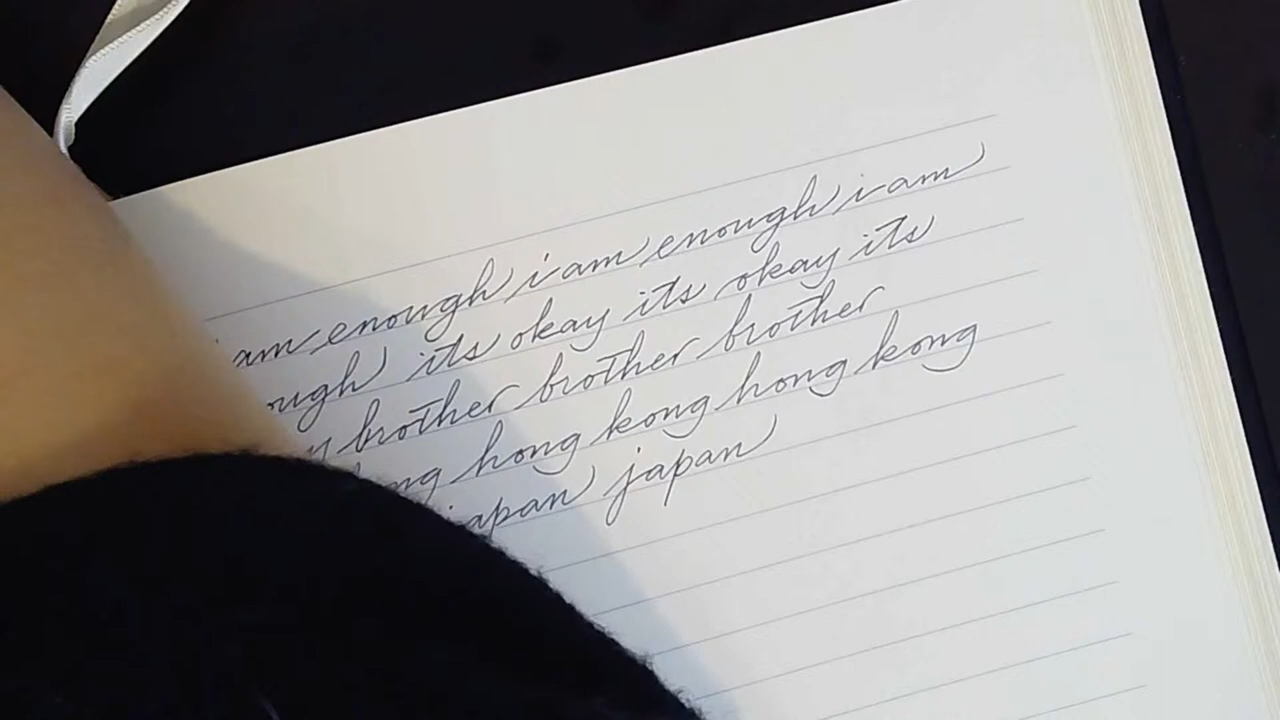 am enough i am enough i am
its okay its okay its
brother brother brother
hong kong hong kong
japan japan